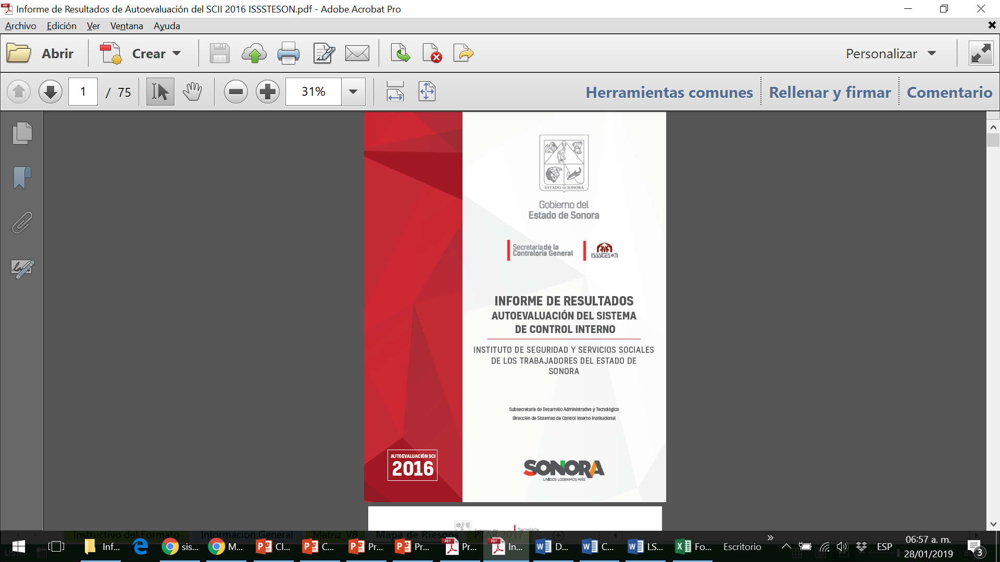 Informe de Resultados de Autoevaluación del SCII 2016 ISSSTESON.pdf - Adobe Acrobat Pro
Archivo Edición Ver Ventana Ayuda
Abrir Crear Personalizar
1 / 75 31% Herramientas comunes Rellenar y firmar Comentario
ESTADO DE SONORA
Gobierno del
Estado de Sonora
Secretaría de la
Contraloría General
ISSSTESON
INFORME DE RESULTADOS
AUTOEVALUACIÓN DEL SISTEMA
DE CONTROL INTERNO
INSTITUTO DE SEGURIDAD Y SERVICIOS SOCIALES
DE LOS TRABAJADORES DEL ESTADO DE
SONORA
Subsecretaría de Desarrollo Administrativo y Tecnológico
Dirección de Sistemas de Control Interno Institucional
AUTOEVALUACIÓN SCI
2016
SONORA
UNIDOS LOGRAMOS MÁS
Gobierno del Secretaría
Instructivo del Formato Información General Matriz_V8 Mapa de Riesgos PTAR 2017
LISTO
Inf... sis... M... CI... C... Pr... Pr... Pr... In... D... C... LS... Fo... Escritorio ESP
06:57 a. m.
28/01/2019
3